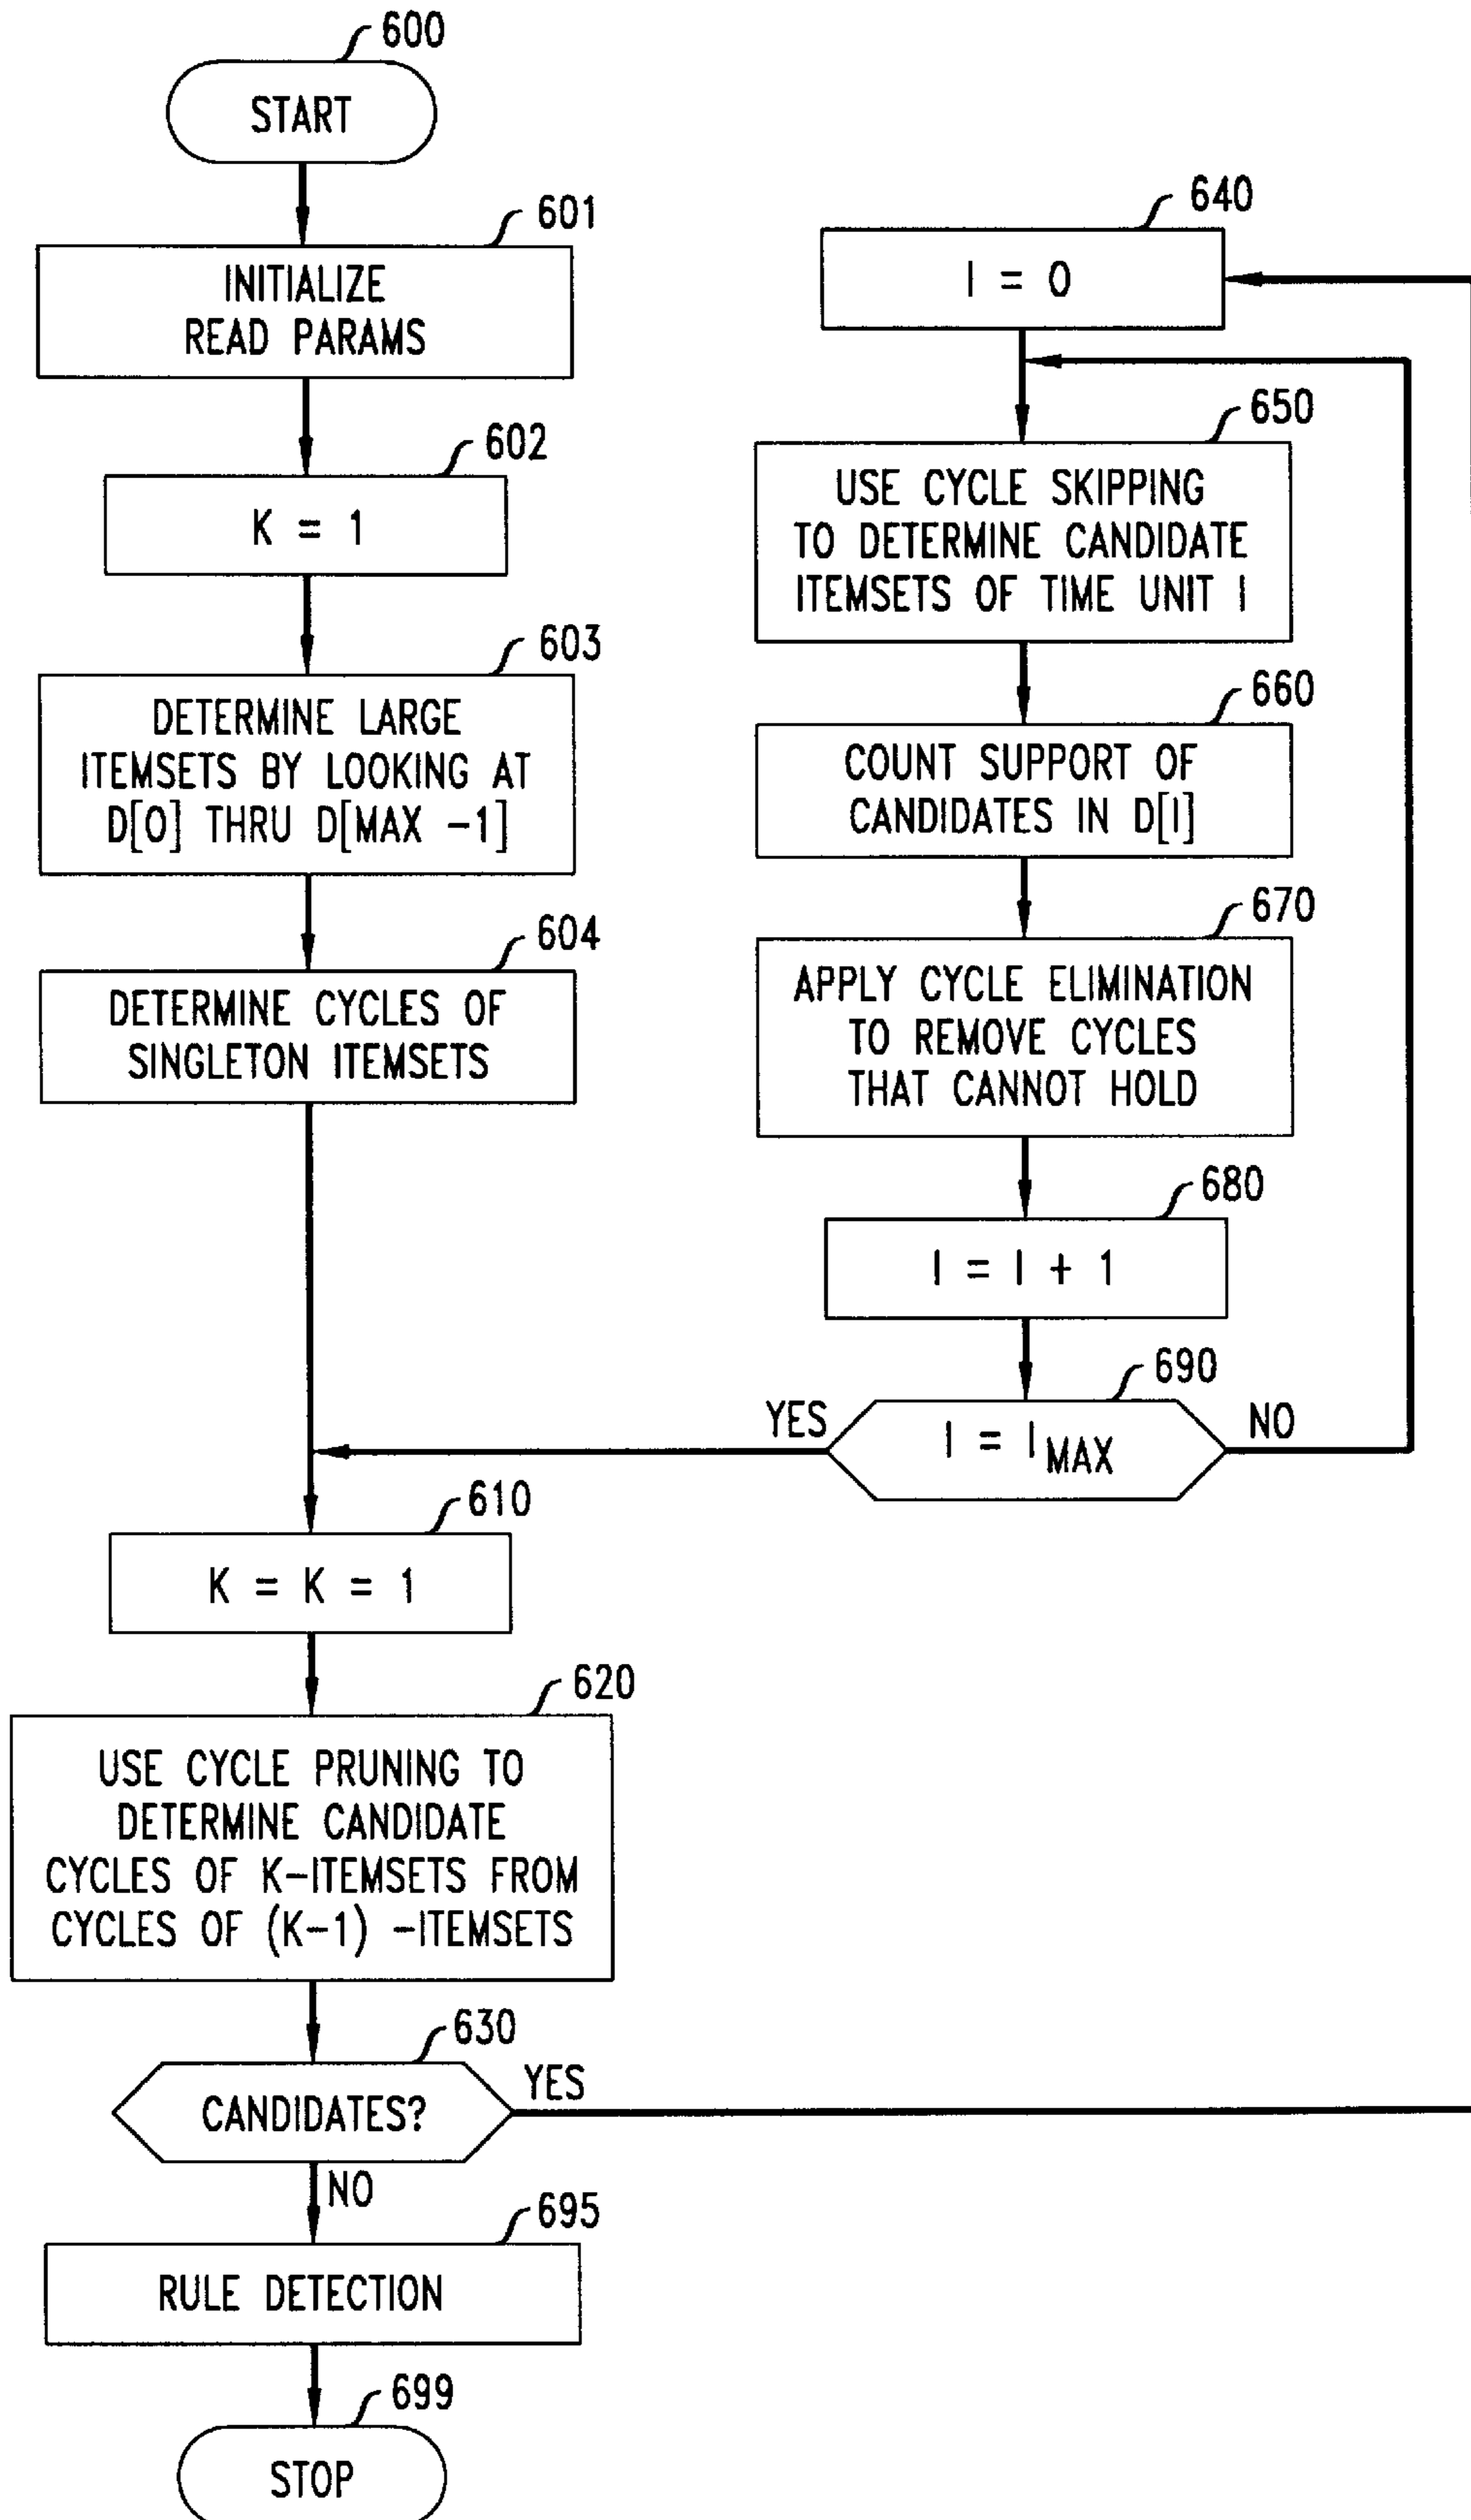 600
START
601
INITIALIZE
READ PARAMS
602
K = 1
603
DETERMINE LARGE
ITEMSETS BY LOOKING AT
D[0] THRU D[MAX -1]
604
DETERMINE CYCLES OF
SINGLETON ITEMSETS
610
K = K = 1
620
USE CYCLE PRUNING TO
DETERMINE CANDIDATE
CYCLES OF K-ITEMSETS FROM
CYCLES OF (K-1) -ITEMSETS
630
CANDIDATES?
YES
NO
695
RULE DETECTION
699
STOP
640
I = 0
650
USE CYCLE SKIPPING
TO DETERMINE CANDIDATE
ITEMSETS OF TIME UNIT I
660
COUNT SUPPORT OF
CANDIDATES IN D[I]
670
APPLY CYCLE ELIMINATION
TO REMOVE CYCLES
THAT CANNOT HOLD
680
I = I + 1
690
I = I MAX
YES
NO